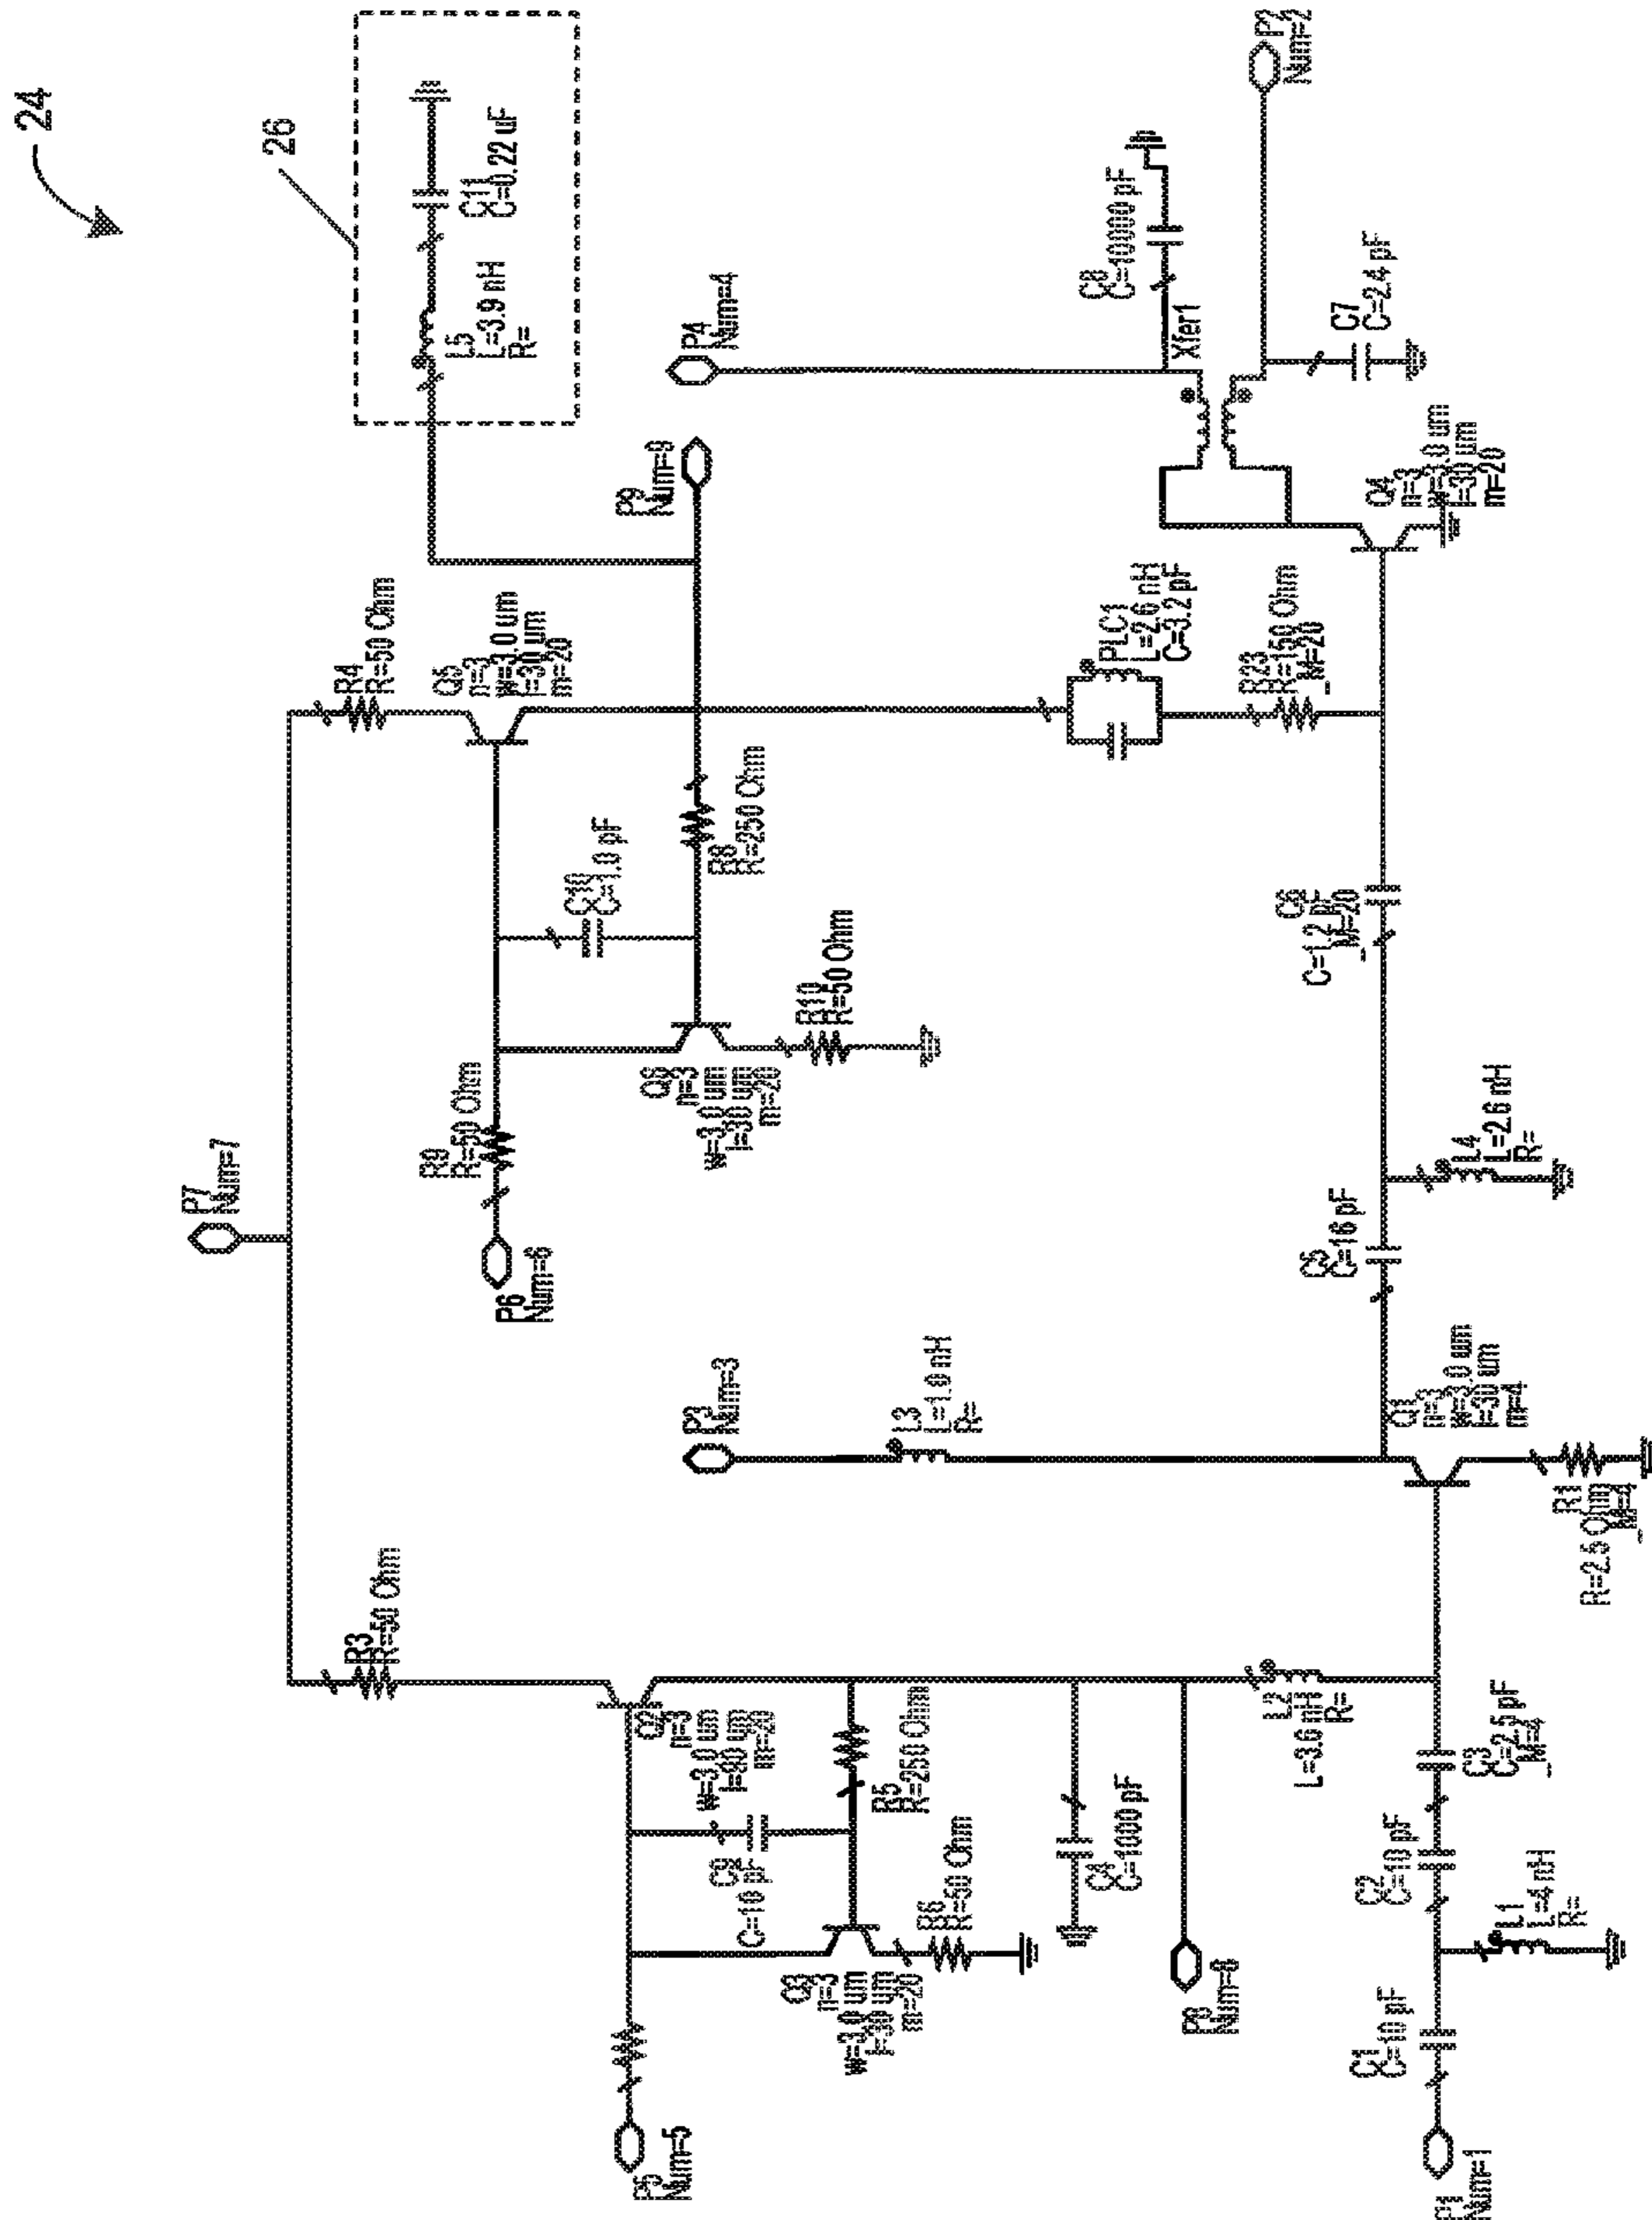 24
26
C11
C=0.22 uF
L5
L=3.9 nH
R=
P2
Num=2
C8
C=10000 pF
Xfer1
P4
Num=4
C7
C=2.4 pF
P9
Num=9
Q4
n=3
w=3.0 um
l=30 um
m=20
R4
R=50 Ohm
Q5
n=3
w=3.0 um
l=30 um
m=20
PLC1
L=2.6 nH
C=3.2 pF
R23
R=150 Ohm
_M=20
R8
R=250 Ohm
C10
C=1.0 pF
C6
C=1.2 pF
_M=20
R10
R=50 Ohm
n=3
w=3.0 um
l=30 um
m=20
R9
R=50 Ohm
P7
Num=7
P6
Num=6
L4
L=2.6 nH
R=
C5
C=16 pF
P3
Num=3
L3
L=1.0 nH
R=
Q1
n=3
w=3.0 um
l=30 um
m=4
R1
R=2.5 Ohm
_M=4
R3
R=50 Ohm
Q2
n=3
w=3.0 um
m=20
R5
R=250 Ohm
L2
R=
C9
C=10 pF
C4
C=1000 pF
C3
C=2.5 pF
_M=4
C2
C=10 pF
R6
R=50 Ohm
Q3
n=3
w=3.0 um
l=30 um
m=20
P8
Num=8
L1
L=4 nH
R=
C1
C=10 pF
P5
Num=5
P1
Num=1